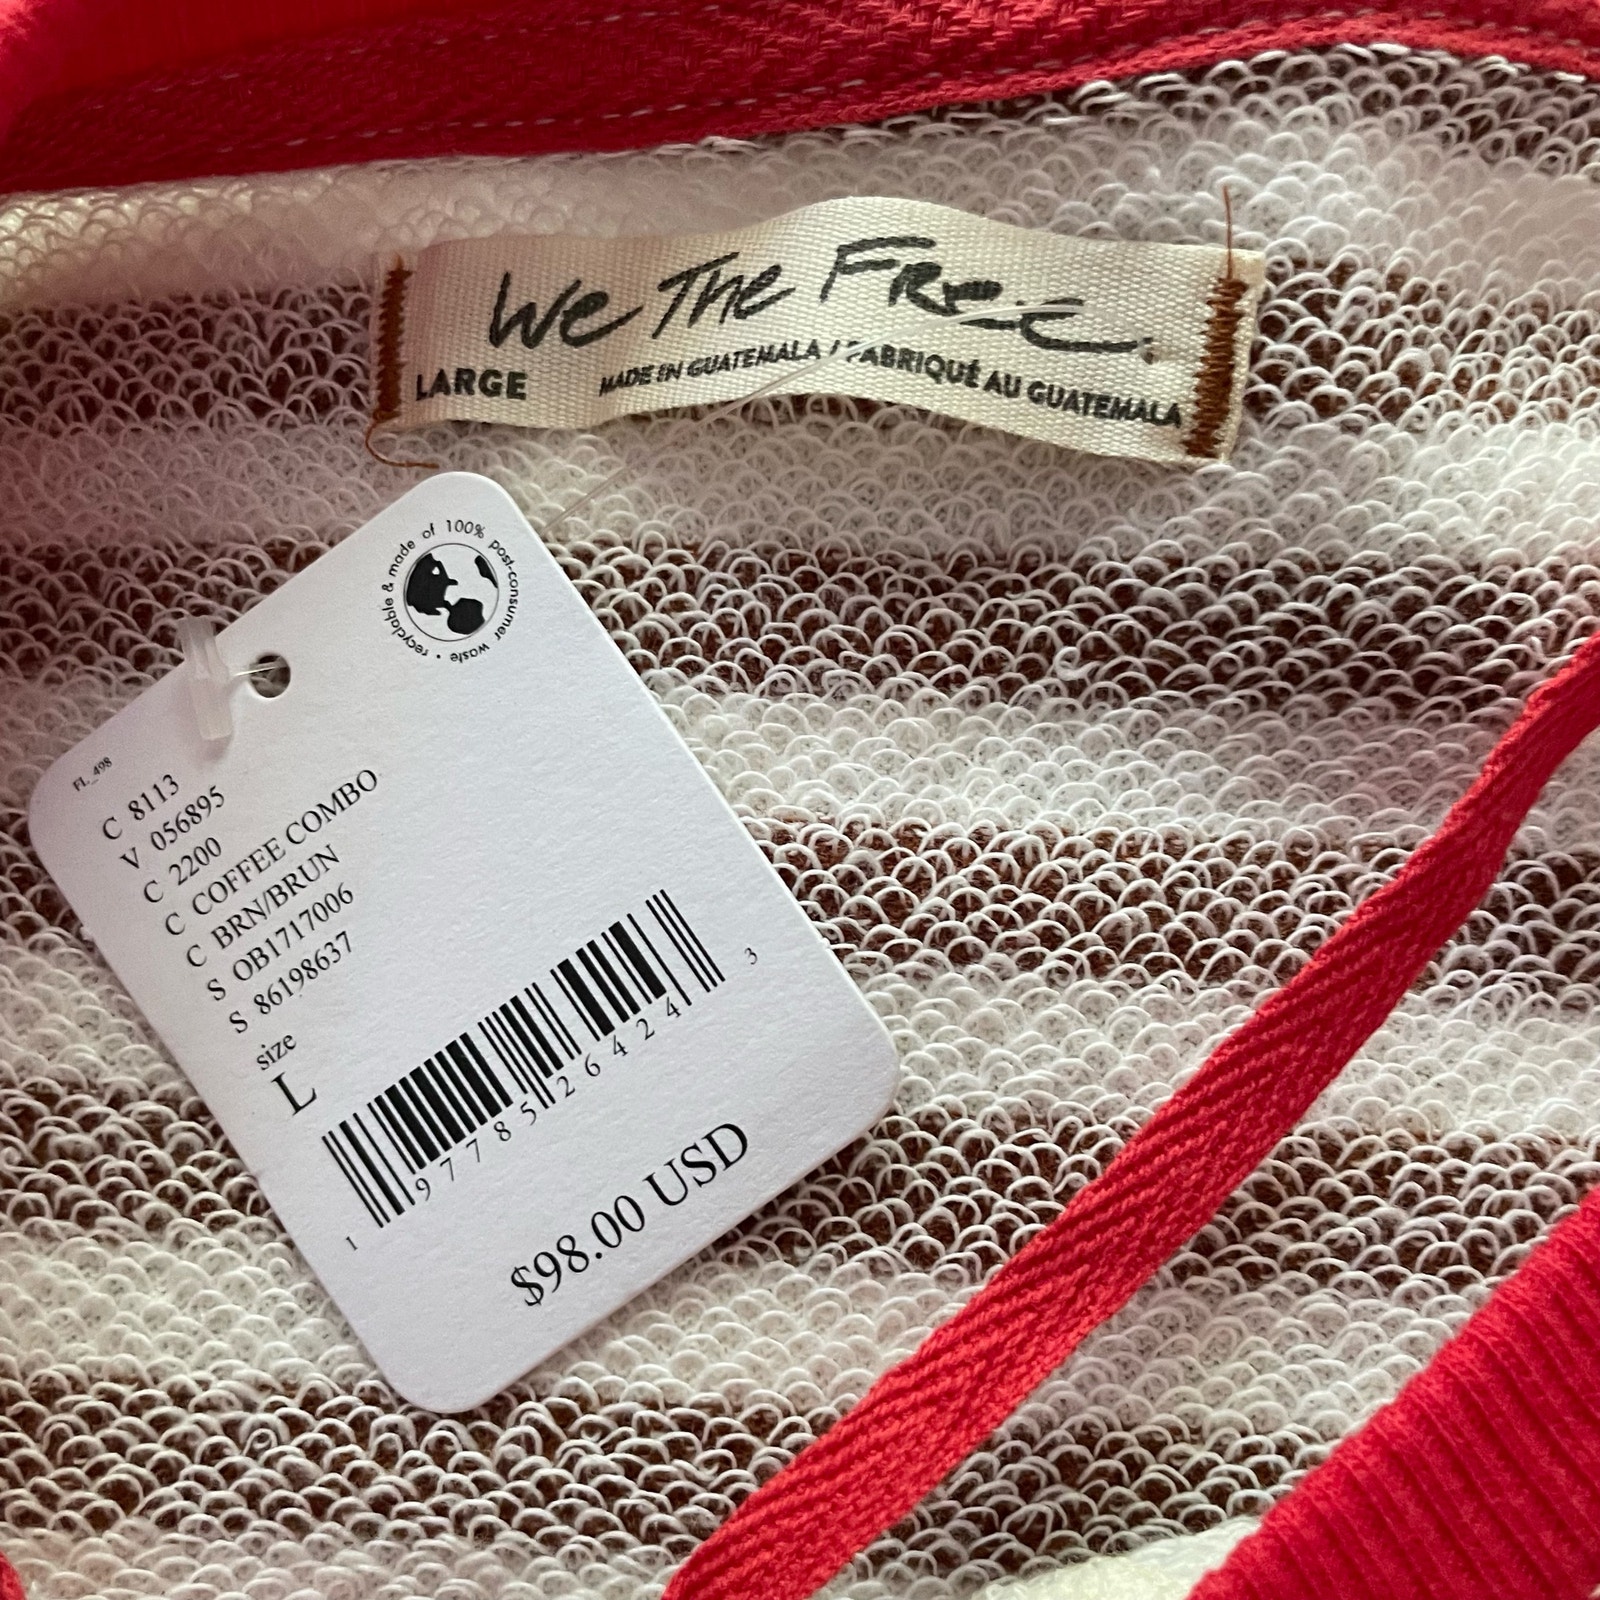 We The Free
LARGE MADE IN GUATEMALA / FABRIQUÉ AU GUATEMALA
recyclable & made of 100% post-consumer waste •
FL_498
C 8113
V 056895
C 2200
C COFFEE COMBO
C BRN/BRUN
S OB1717006
S 86198637
size
L
1 97785 26424 3
$98.00 USD